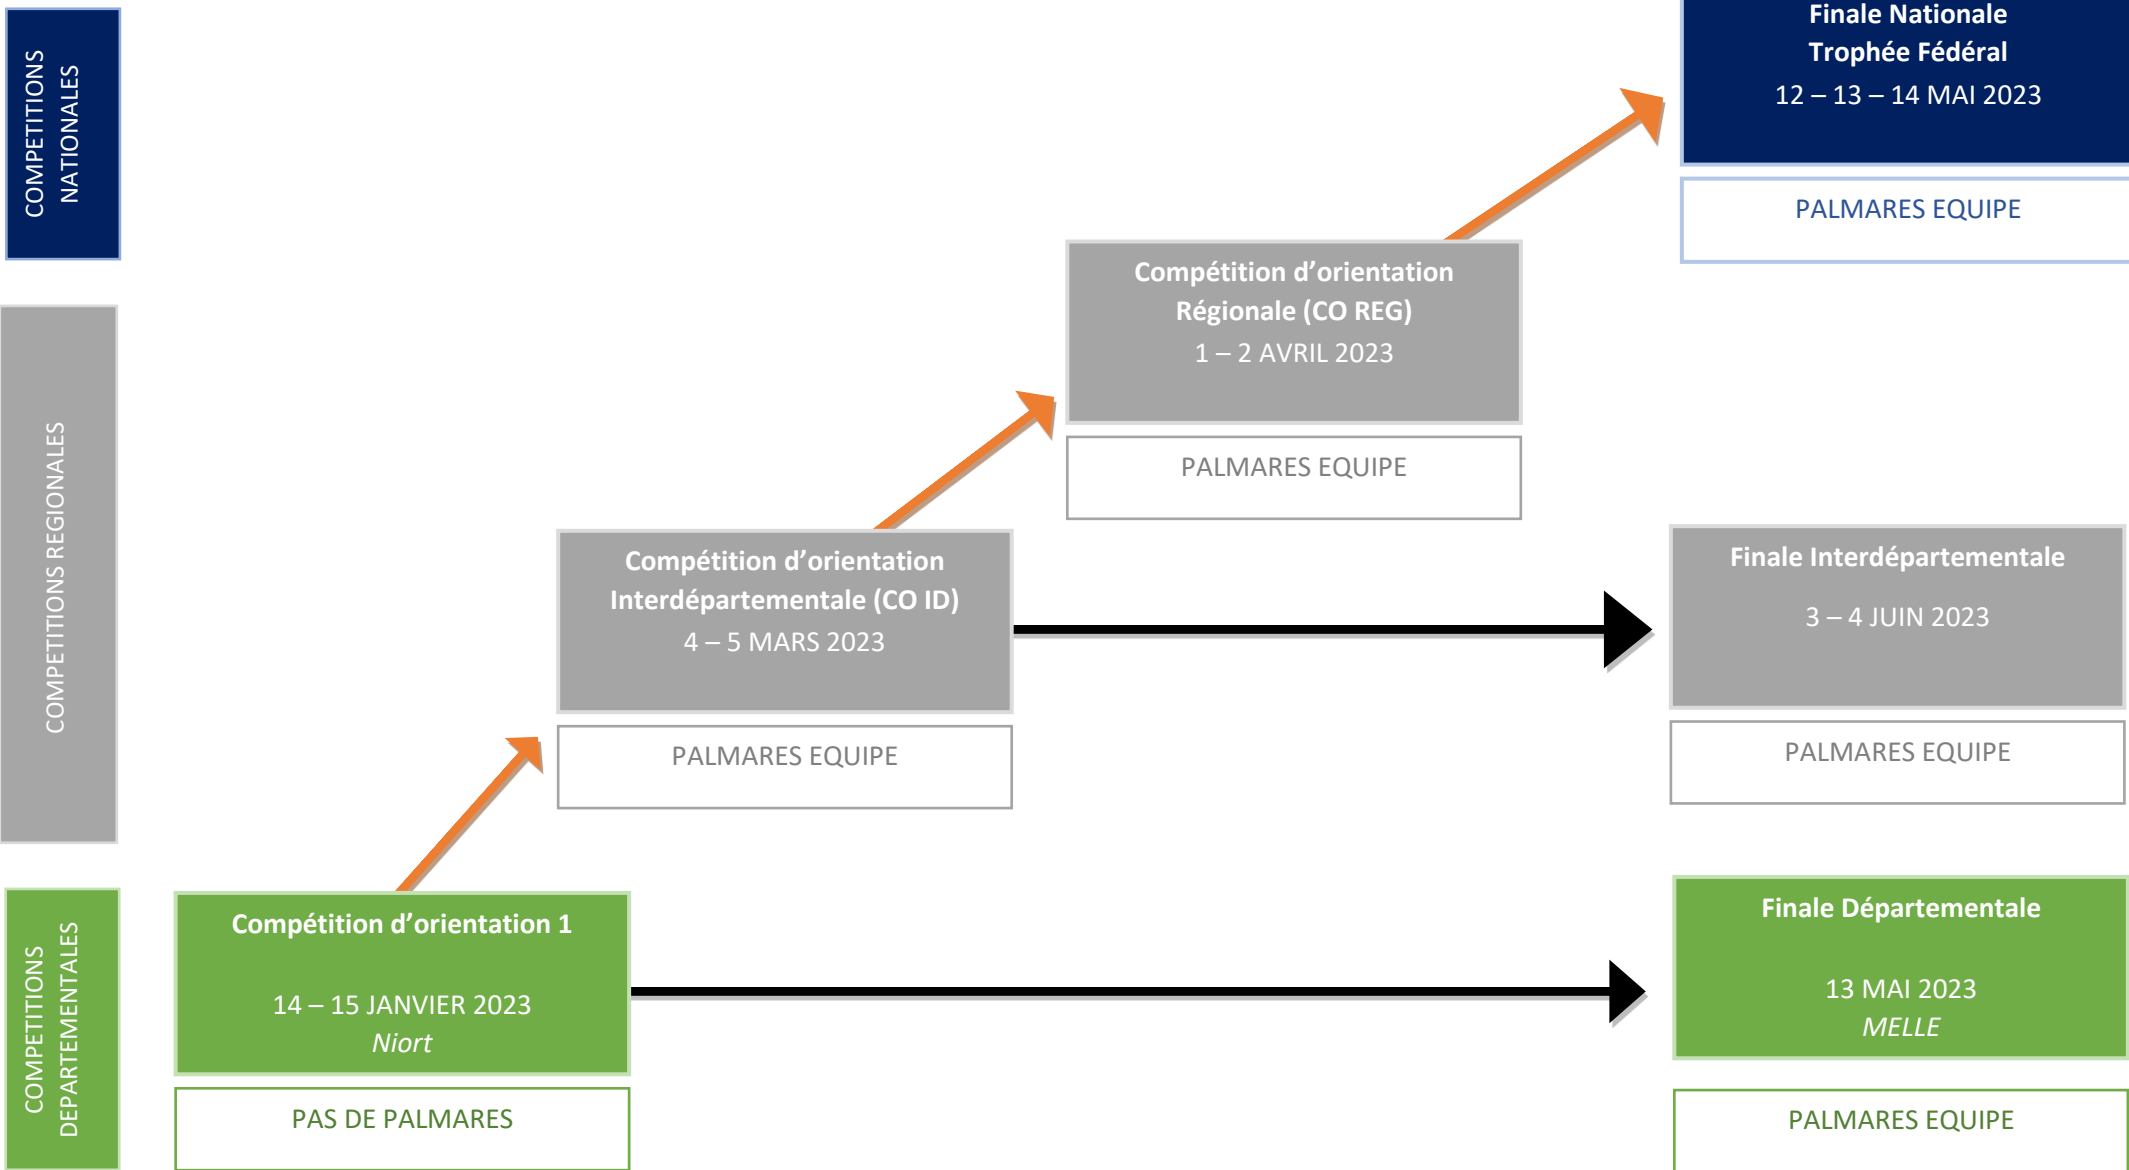 COMPETITIONS
NATIONALES
Finale Nationale
Trophée Fédéral
12 – 13 – 14 MAI 2023
PALMARES EQUIPE
COMPETITIONS REGIONALES
Compétition d’orientation
Régionale (CO REG)
1 – 2 AVRIL 2023
PALMARES EQUIPE
Compétition d’orientation
Interdépartementale (CO ID)
4 – 5 MARS 2023
PALMARES EQUIPE
Finale Interdépartementale
3 – 4 JUIN 2023
PALMARES EQUIPE
COMPETITIONS
DEPARTEMENTALES
Compétition d’orientation 1
14 – 15 JANVIER 2023
Niort
PAS DE PALMARES
Finale Départementale
13 MAI 2023
MELLE
PALMARES EQUIPE